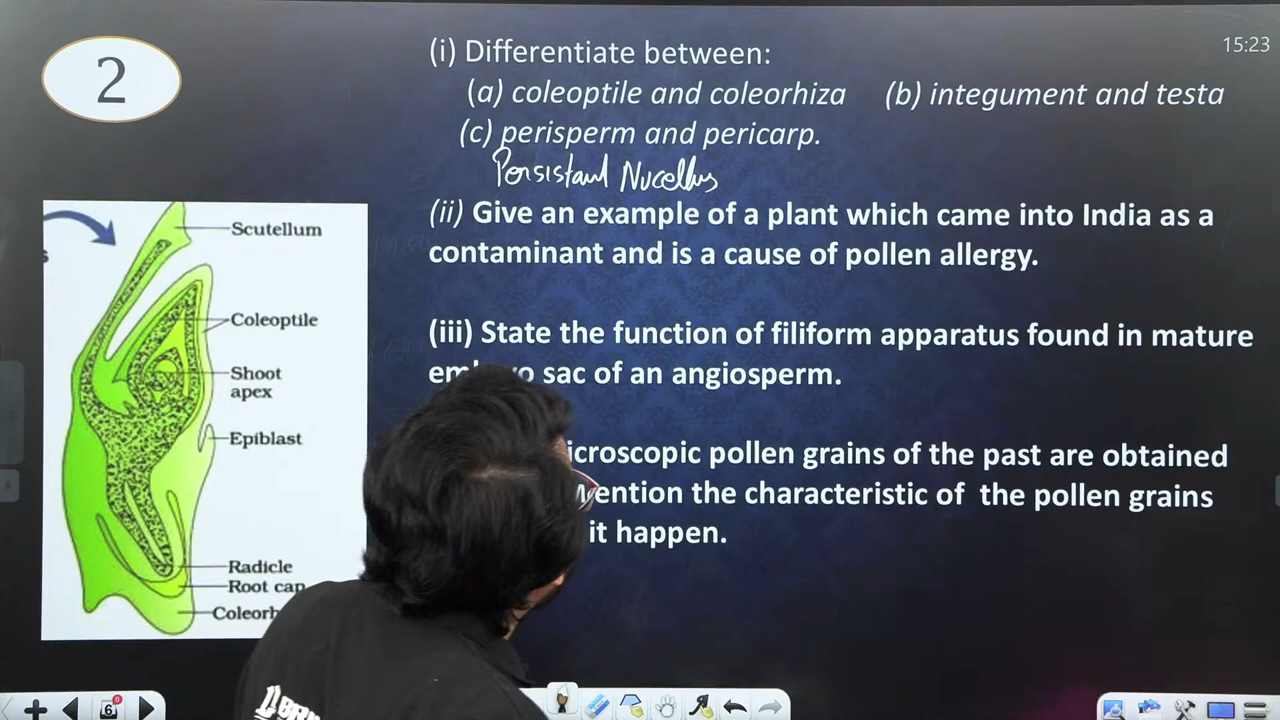 15:23
2
(i) Differentiate between:
(a) coleoptile and coleorhiza (b) integument and testa
(c) perisperm and pericarp.
Persistant Nucellus
(ii) Give an example of a plant which came into India as a
contaminant and is a cause of pollen allergy.
(iii) State the function of filiform apparatus found in mature
sac of an angiosperm.
pollen grains of the past are obtained
the characteristic of the pollen grains
it happen.
Scutellum
Coleoptile
Shoot
apex
Epiblast
Radicle
Root cap
6
0